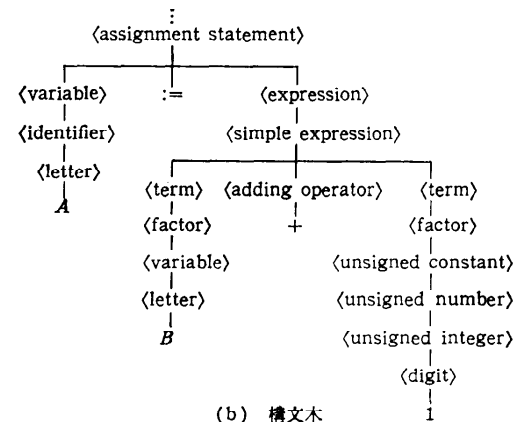 ⋮
⟨assignment statement⟩
⟨variable⟩ := ⟨expression⟩
⟨identifier⟩ ⟨simple expression⟩
⟨letter⟩ ⟨term⟩ ⟨adding operator⟩ ⟨term⟩
A ⟨factor⟩ + ⟨factor⟩
⟨variable⟩ ⟨unsigned constant⟩
⟨letter⟩ ⟨unsigned number⟩
B ⟨unsigned integer⟩
⟨digit⟩
(b) 構文木 1